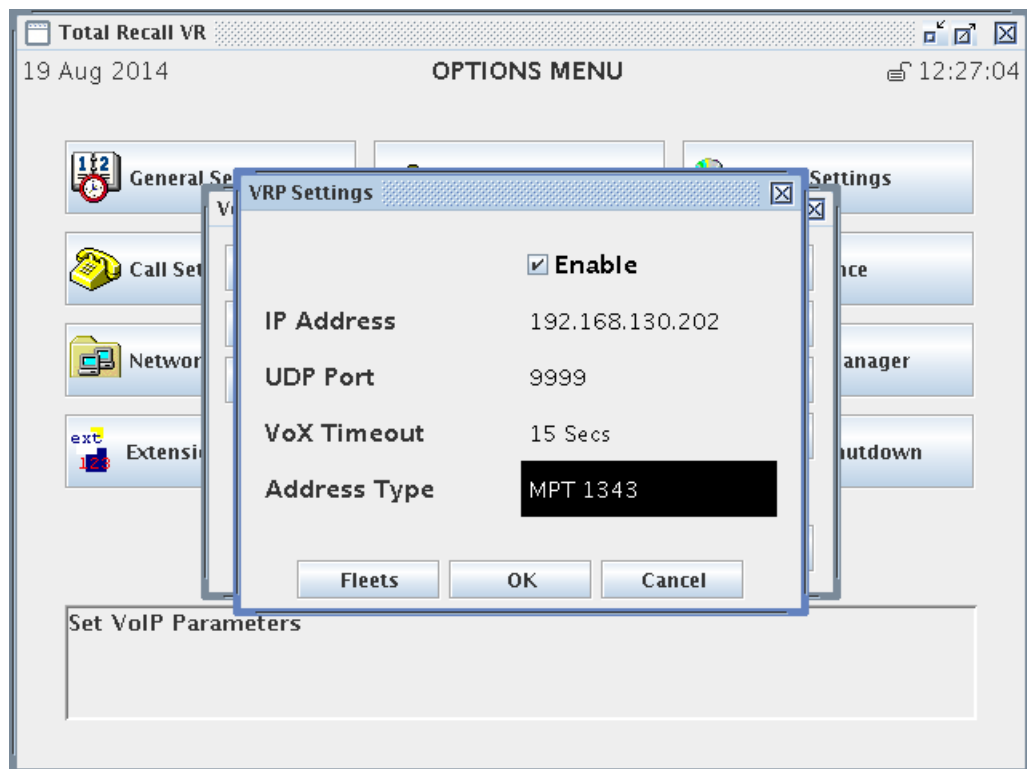 Total Recall VR
19 Aug 2014 OPTIONS MENU 12:27:04
General Se
Settings
VRP Settings
Call Set
Enable
nce
IP Address 192.168.130.202
Networ
anager
UDP Port 9999
VoX Timeout 15 Secs
ext
123
Extensi
utdown
Address Type MPT 1343
Fleets OK Cancel
Set VoIP Parameters